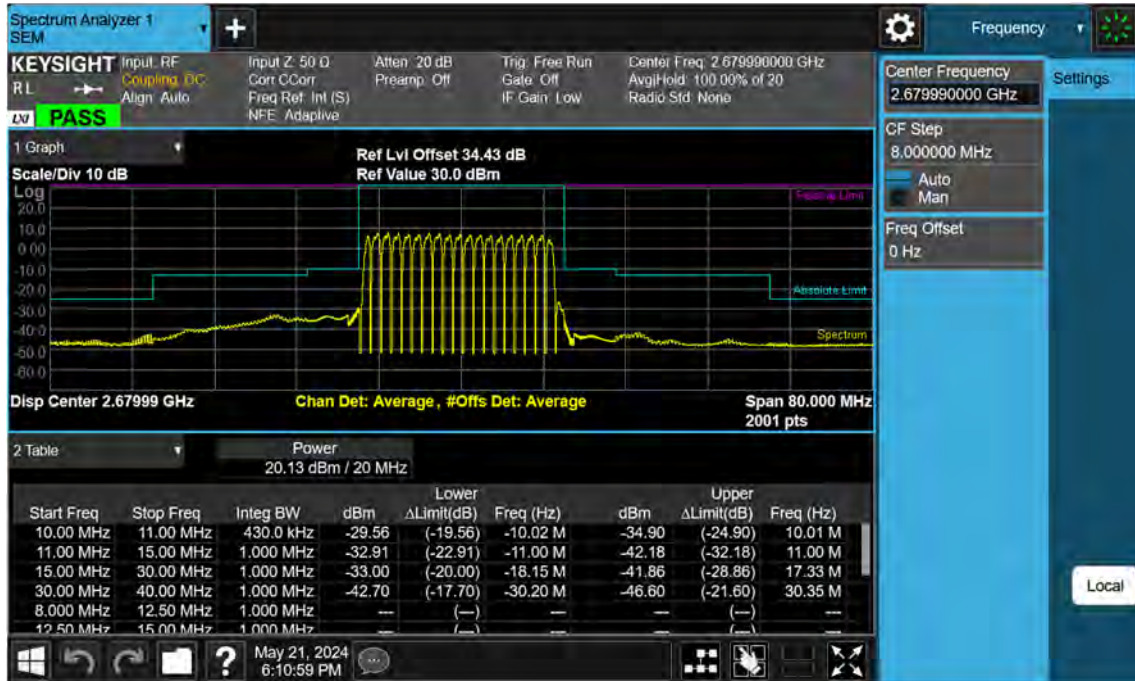 Spectrum Analyzer 1
SEM
+
Frequency
KEYSIGHT
Input: RF
Input Z: 50 Ω
Atten: 20 dB
Trig: Free Run
Center Freq: 2.679990000 GHz
R L
Coupling: DC
Corr CCorr
Preamp: Off
Gate: Off
Avg|Hold: 100.00% of 20
Align: Auto
Freq Ref: Int (S)
IF Gain: Low
Radio Std: None
NFE: Adaptive
LXI
PASS
Center Frequency
2.679990000 GHz
Settings
CF Step
8.000000 MHz
Auto
Man
Freq Offset
0 Hz
Local
1 Graph
Ref Lvl Offset 34.43 dB
Scale/Div 10 dB
Ref Value 30.0 dBm
Log
20.0
0.00
-10.0
-20.0
-30.0
-40.0
-50.0
-60.0
Absolute Limit
Spectrum
Disp Center 2.67999 GHz
Chan Det: Average, #Offs Det: Average
Span 80.000 MHz
2001 pts
2 Table
Power
20.13 dBm / 20 MHz
Lower Upper
Start Freq Stop Freq Integ BW dBm ∆Limit(dB) Freq (Hz) dBm ∆Limit(dB) Freq (Hz)
10.00 MHz 11.00 MHz 430.0 kHz -29.56 (-19.56) -10.02 M -34.90 (-24.90) 10.01 M
11.00 MHz 15.00 MHz 1.000 MHz -32.91 (-22.91) -11.00 M -42.18 (-32.18) 11.00 M
15.00 MHz 30.00 MHz 1.000 MHz -33.00 (-20.00) -18.15 M -41.86 (-28.86) 17.33 M
30.00 MHz 40.00 MHz 1.000 MHz -42.70 (-17.70) -30.20 M -46.60 (-21.60) 30.35 M
8.000 MHz 12.50 MHz 1.000 MHz --- (---) --- --- (---) ---
12.50 MHz 15.00 MHz 1.000 MHz --- (---) --- --- (---) ---
?
May 21, 2024
6:10:59 PM